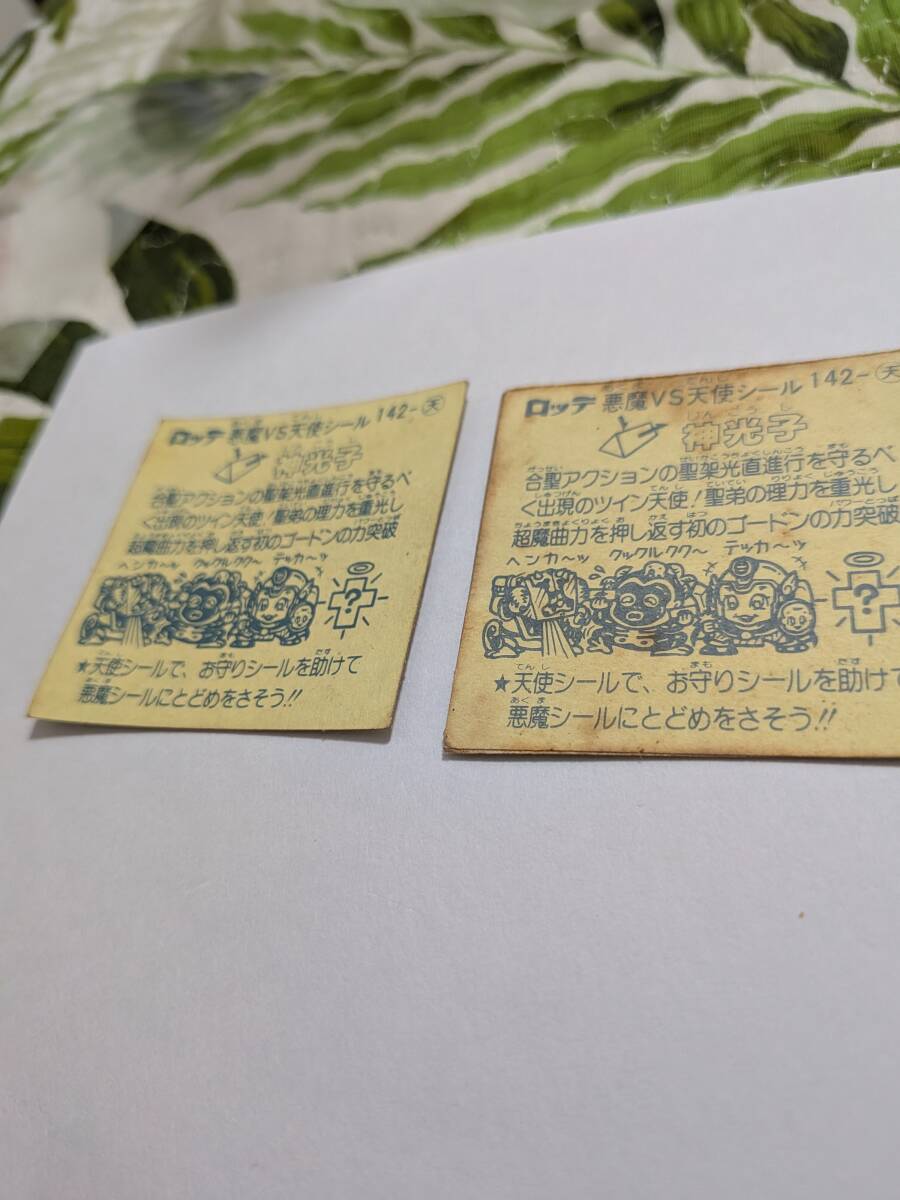 ロッテ 悪魔VS天使シール 142-天
神光子
合聖アクションの聖架光直進行を守るべ
く出現のツイン天使!聖弟の理力を重光し
超魔曲力を押し返す初のゴードンの力突破
ヘンカ〜ッ クックルクク〜 テッカ〜ッ
?
★天使シールで、お守りシールを助けて
悪魔シールにとどめをさそう!!
ロッテ 悪魔VS天使シール 142-天
神光子
合聖アクションの聖架光直進行を守るべ
く出現のツイン天使!聖弟の理力を重光し
超魔曲力を押し返す初のゴードンの力突破
ヘンカ〜ッ クックルクク〜 テッカ〜ッ
?
★天使シールで、お守りシールを助けて
悪魔シールにとどめをさそう!!